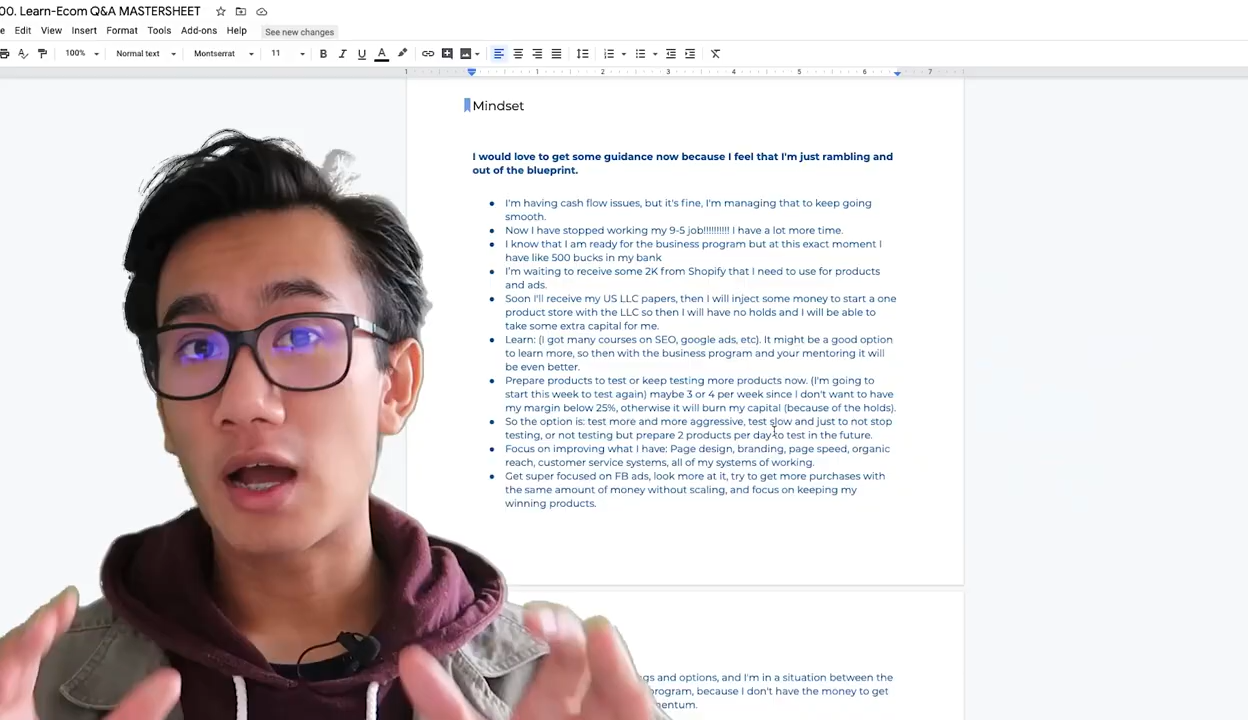 00. Learn-Ecom Q&A MASTERSHEET
e Edit View Insert Format Tools Add-ons Help See new changes
100% Normal text Montserrat 11 B I U A
1 1 2 3 4 5 6 7
Mindset
I would love to get some guidance now because I feel that I'm just rambling and
out of the blueprint.
● I'm having cash flow issues, but it's fine, I'm managing that to keep going
smooth.
● Now I have stopped working my 9-5 job!!!!!!!!!! I have a lot more time.
● I know that I am ready for the business program but at this exact moment I
have like 500 bucks in my bank
● I'm waiting to receive some 2K from Shopify that I need to use for products
and ads.
● Soon I'll receive my US LLC papers, then I will inject some money to start a one
product store with the LLC so then I will have no holds and I will be able to
take some extra capital for me.
● Learn: (I got many courses on SEO, google ads, etc). It might be a good option
to learn more, so then with the business program and your mentoring it will
be even better.
● Prepare products to test or keep testing more products now. (I'm going to
start this week to test again) maybe 3 or 4 per week since I don't want to have
my margin below 25%, otherwise it will burn my capital (because of the holds).
● So the option is: test more and more aggressive, test slow and just to not stop
testing, or not testing but prepare 2 products per day to test in the future.
● Focus on improving what I have: Page design, branding, page speed, organic
reach, customer service systems, all of my systems of working.
● Get super focused on FB ads, look more at it, try to get more purchases with
the same amount of money without scaling, and focus on keeping my
winning products.
gs and options, and I'm in a situation between the
program, because I don't have the money to get
entum.